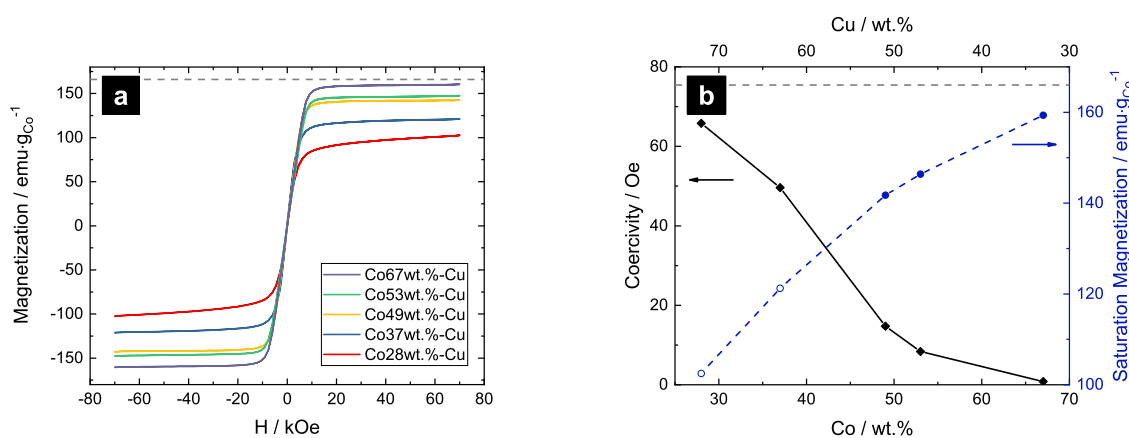 a
150
100
50
0
-50
-100
-150
Magnetization / emu·g_Co^-1
-80 -60 -40 -20 0 20 40 60 80
H / kOe
Co67wt.%-Cu
Co53wt.%-Cu
Co49wt.%-Cu
Co37wt.%-Cu
Co28wt.%-Cu
Cu / wt.%
70 60 50 40 30
b
80
60
40
20
0
Coercivity / Oe
160
140
120
100
Saturation Magnetization / emu·g_Co^-1
30 40 50 60 70
Co / wt.%